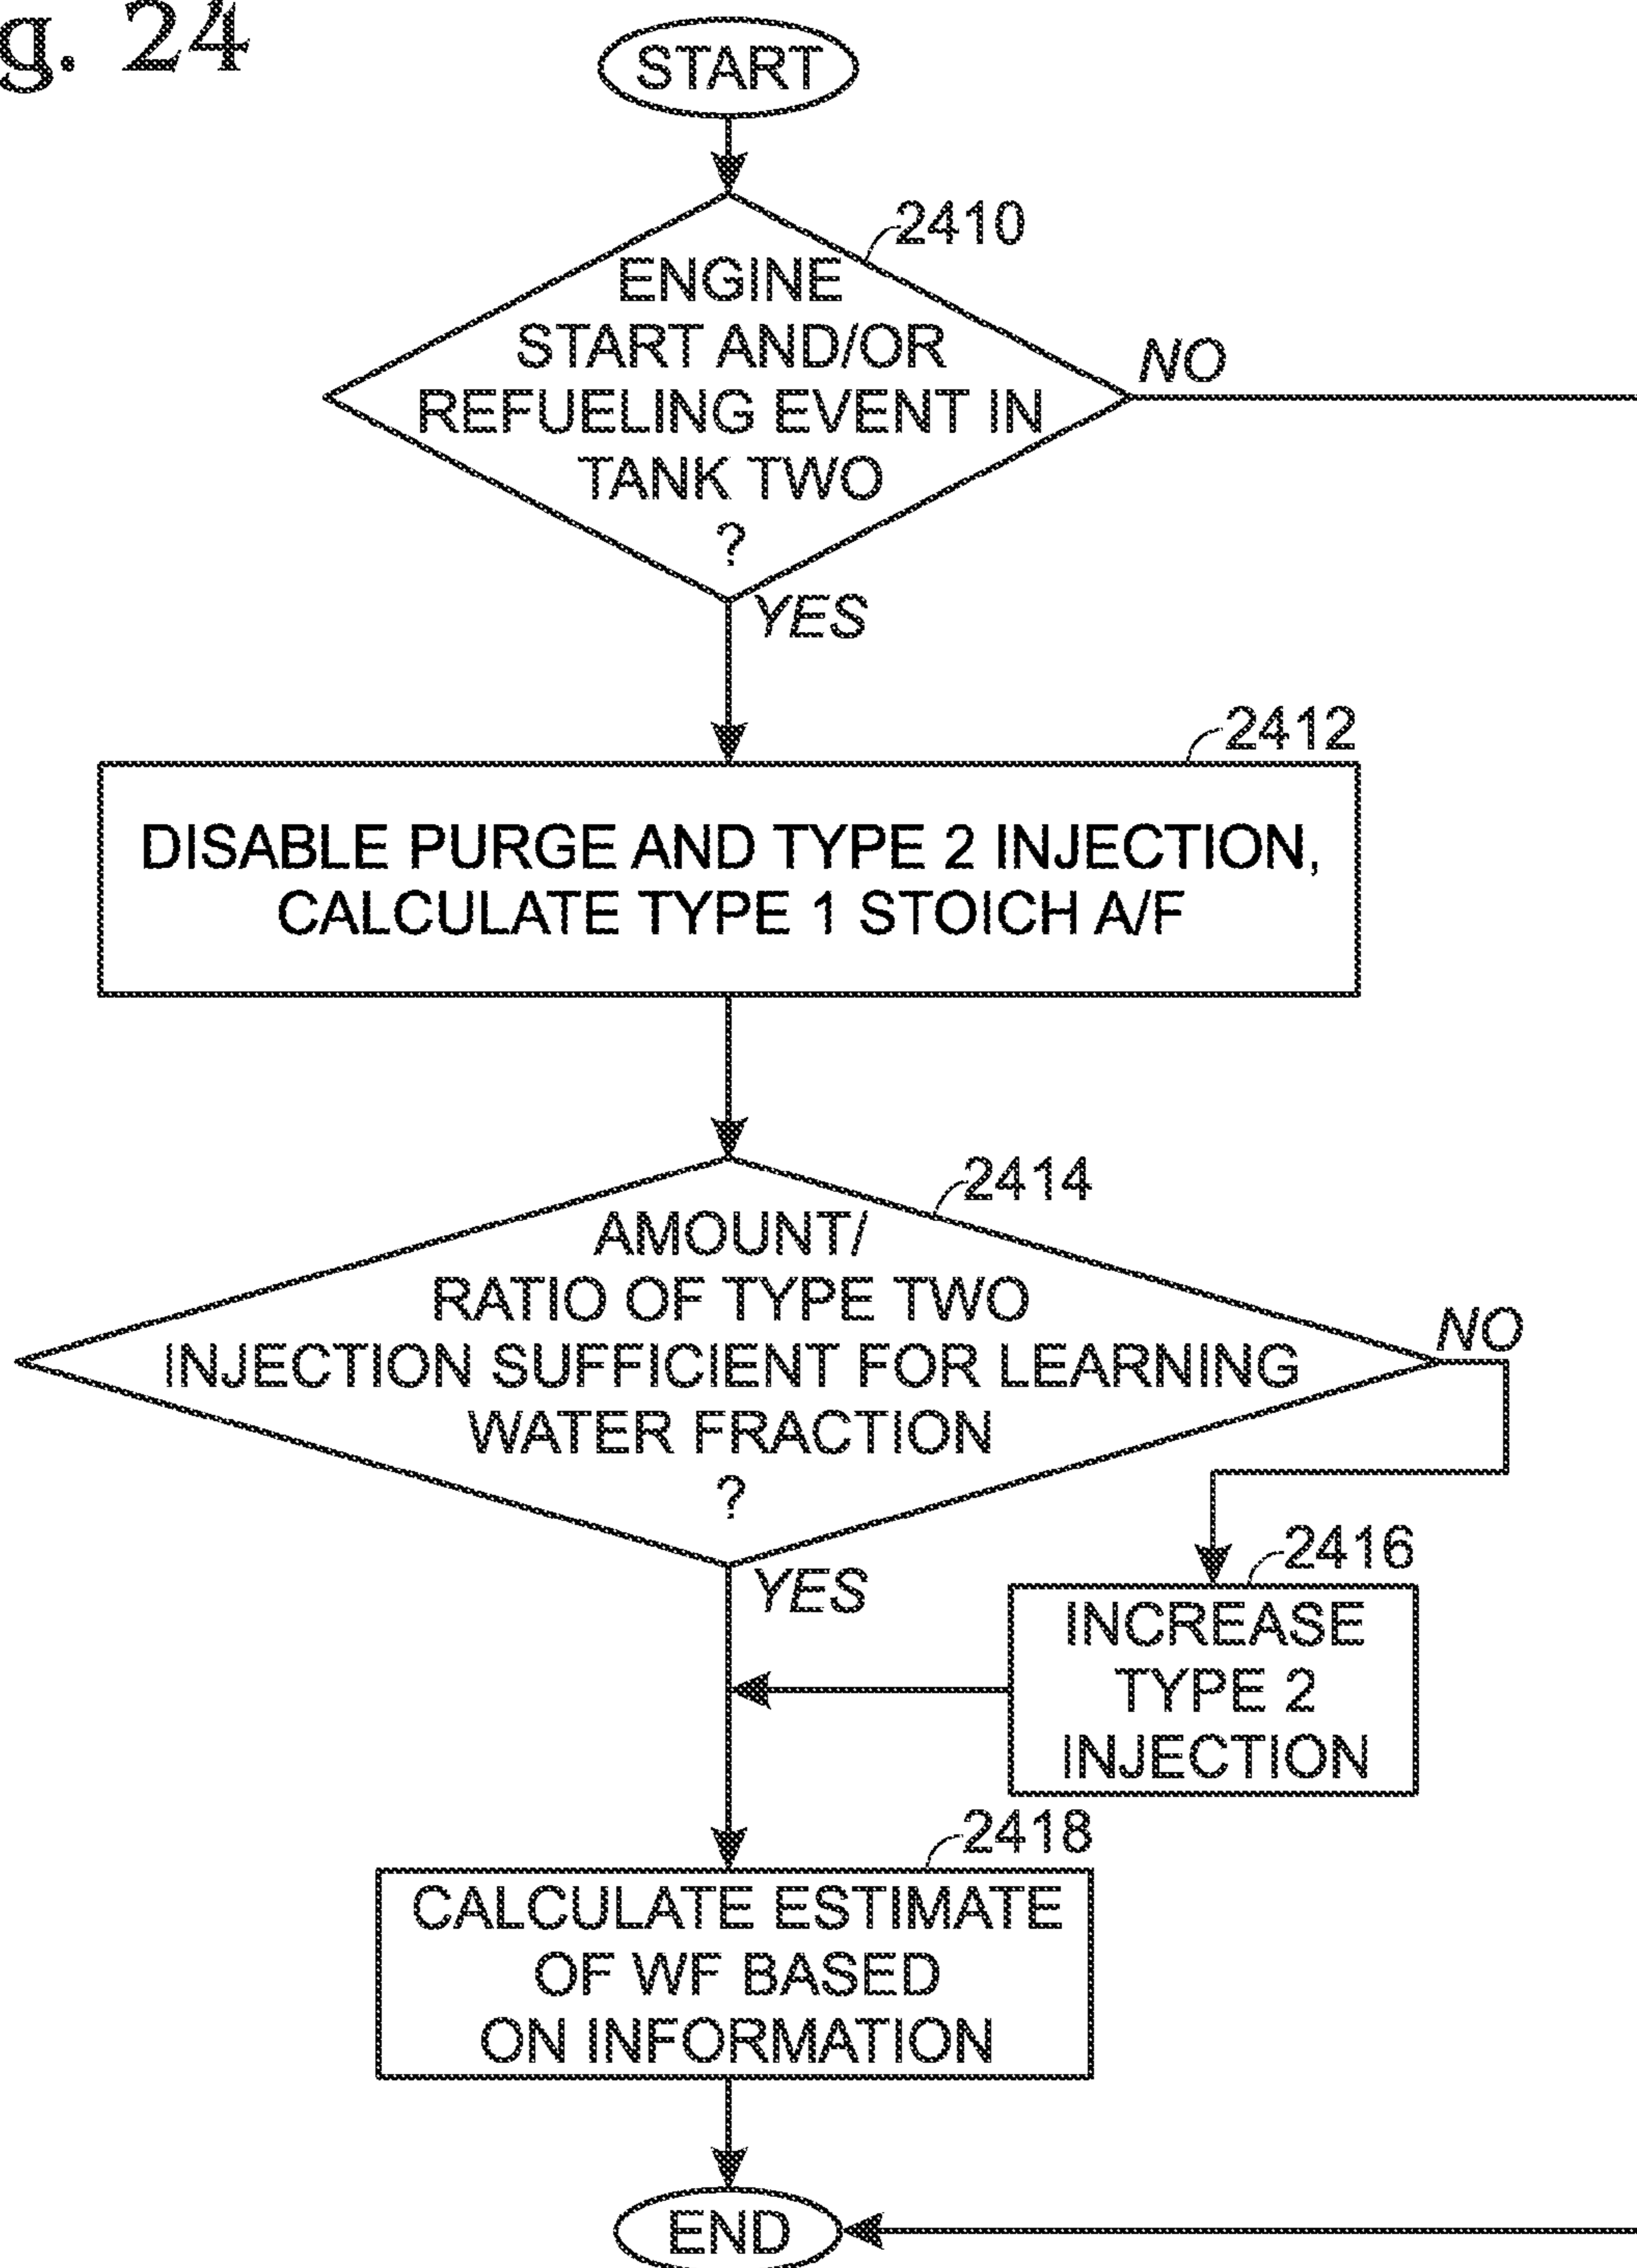 g. 24
START
2410
ENGINE
START AND/OR
REFUELING EVENT IN
TANK TWO
?
NO
YES
2412
DISABLE PURGE AND TYPE 2 INJECTION,
CALCULATE TYPE 1 STOICH A/F
2414
AMOUNT/
RATIO OF TYPE TWO
INJECTION SUFFICIENT FOR LEARNING
WATER FRACTION
?
NO
YES
2416
INCREASE
TYPE 2
INJECTION
2418
CALCULATE ESTIMATE
OF WF BASED
ON INFORMATION
END